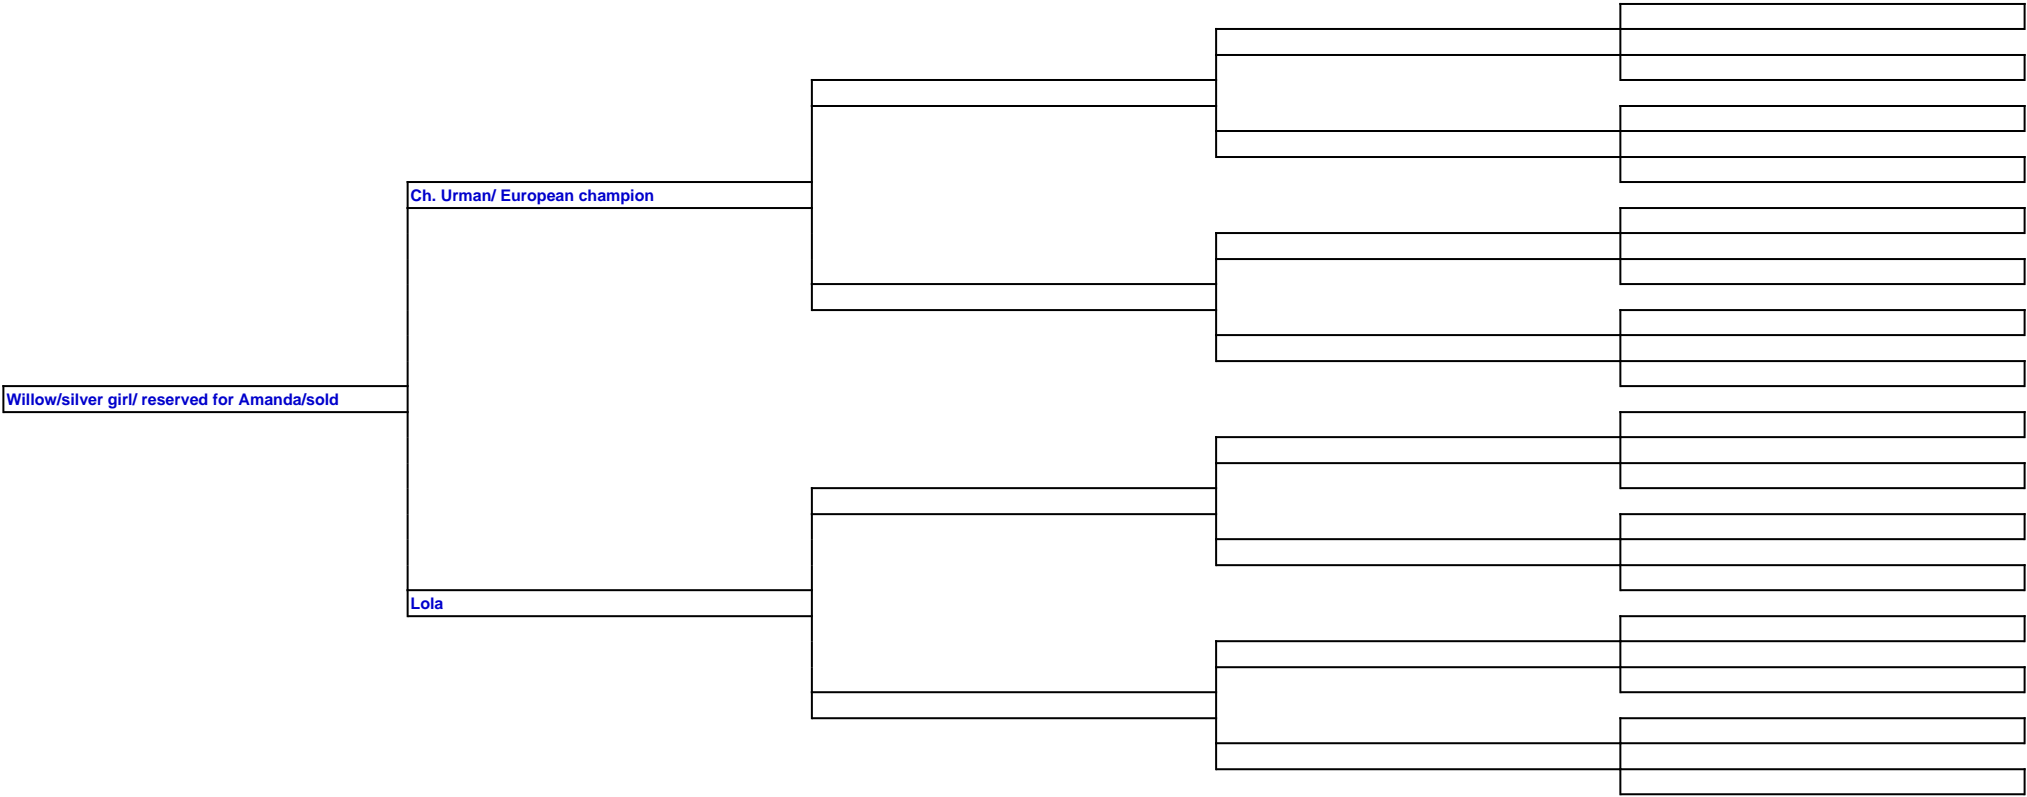 Ch. Urman/ European champion
Willow/silver girl/ reserved for Amanda/sold
Lola